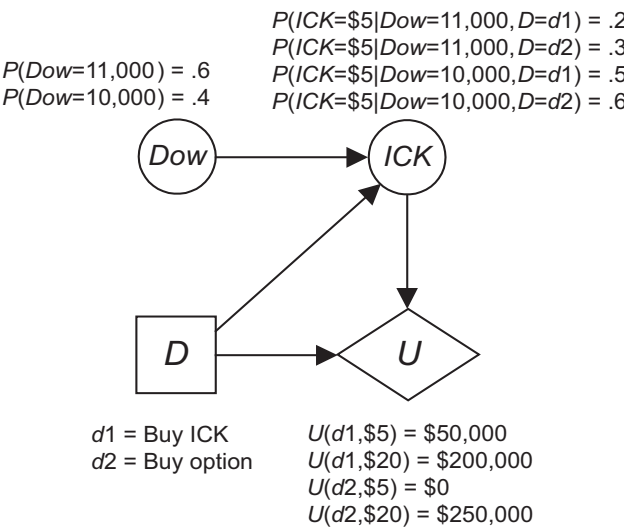 P(ICK=$5|Dow=11,000,D=d1) = .2
P(ICK=$5|Dow=11,000,D=d2) = .3
P(Dow=11,000) = .6
P(ICK=$5|Dow=10,000,D=d1) = .5
P(Dow=10,000) = .4
P(ICK=$5|Dow=10,000,D=d2) = .6
Dow
ICK
D
U
d1 = Buy ICK
d2 = Buy option
U(d1,$5) = $50,000
U(d1,$20) = $200,000
U(d2,$5) = $0
U(d2,$20) = $250,000